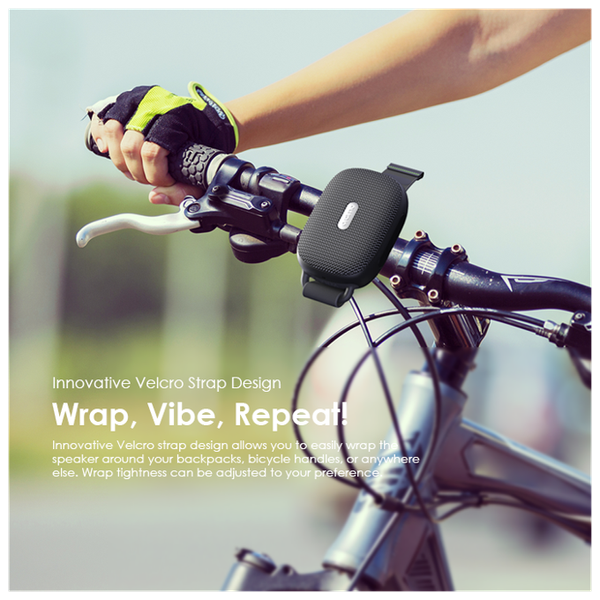 Innovative Velcro Strap Design
Wrap, Vibe, Repeat!
Innovative Velcro strap design allows you to easily wrap the
speaker around your backpacks, bicycle handles, or anywhere
else. Wrap tightness can be adjusted to your preference.